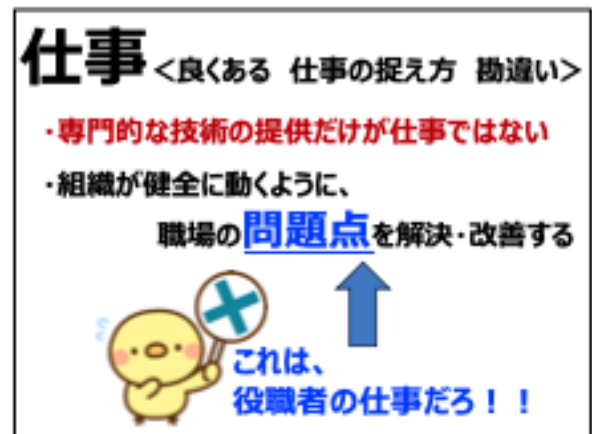 仕事<良くある 仕事の捉え方 勘違い>
・専門的な技術の提供だけが仕事ではない
・組織が健全に動くように、
職場の問題点を解決・改善する
これは、
役職者の仕事だろ！！